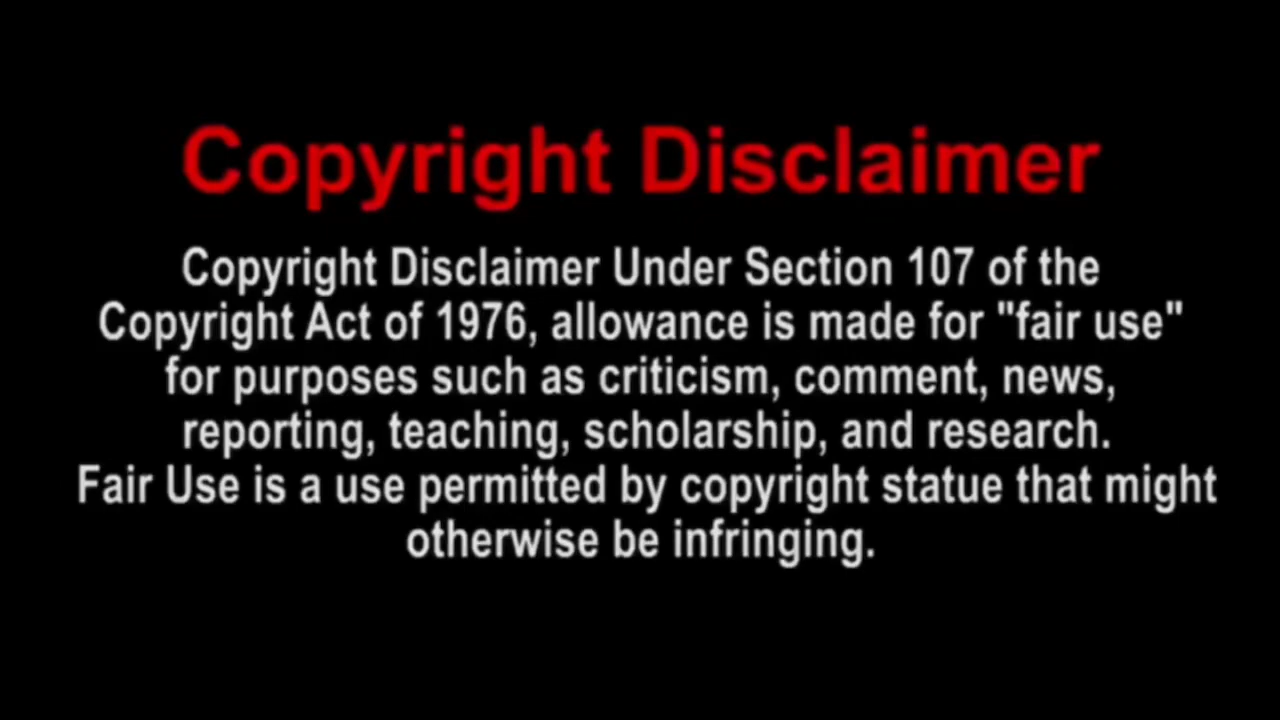 Copyright Disclaimer
Copyright Disclaimer Under Section 107 of the
Copyright Act of 1976, allowance is made for "fair use"
for purposes such as criticism, comment, news,
reporting, teaching, scholarship, and research.
Fair Use is a use permitted by copyright statue that might
otherwise be infringing.